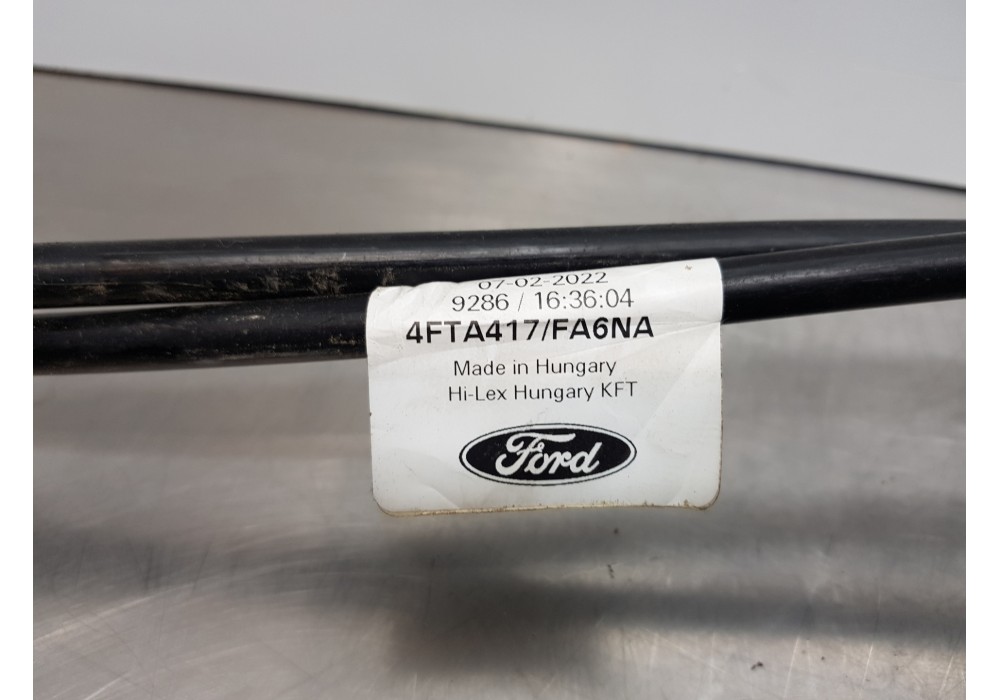 07-02-2022
9286 / 16:36:04
4FTA417/FA6NA
Made in Hungary
Hi-Lex Hungary KFT
Ford